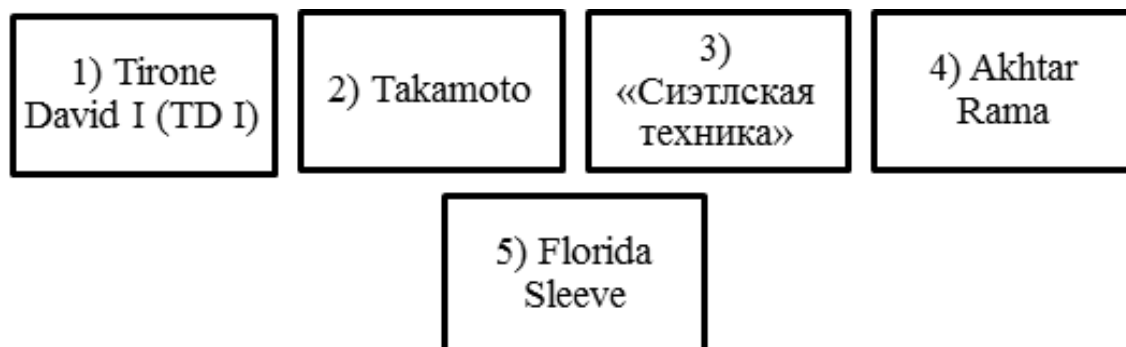 1) Tirone
David I (TD I)
2) Takamoto
3)
«Сиэтлская
техника»
4) Akhtar
Rama
5) Florida
Sleeve